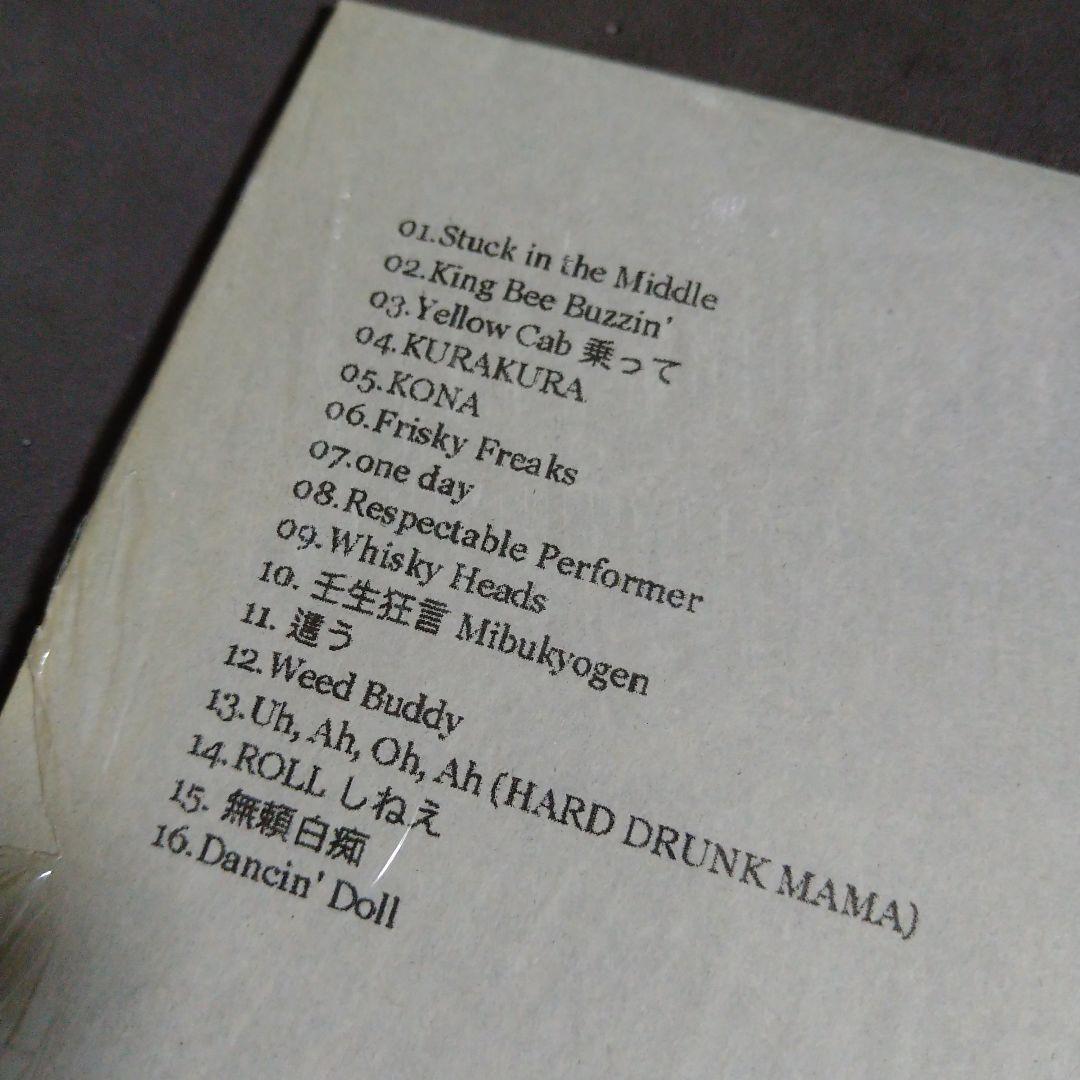 01.Stuck in the Middle
02.King Bee Buzzin'
03.Yellow Cab 乗って
04.KURAKURA
05.KONA
06.Frisky Freaks
07.one day
08.Respectable Performer
09.Whisky Heads
10. 壬生狂言 Mibukyogen
11. 遣う
12.Weed Buddy
13.Uh, Ah, Oh, Ah (HARD DRUNK MAMA)
14.ROLL しねえ
15. 無頼白痴
16.Dancin' Doll